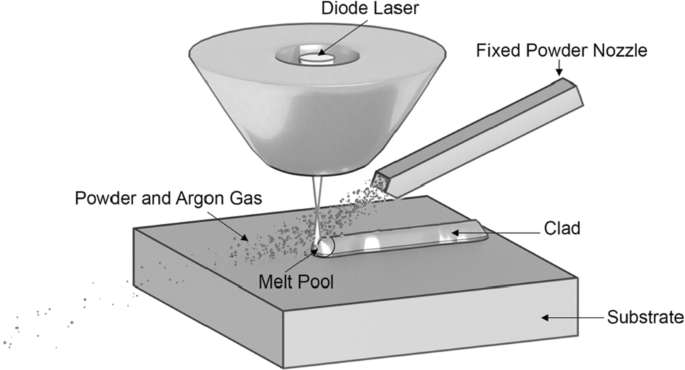 Diode Laser
Fixed Powder Nozzle
Powder and Argon Gas
Clad
Melt Pool
Substrate